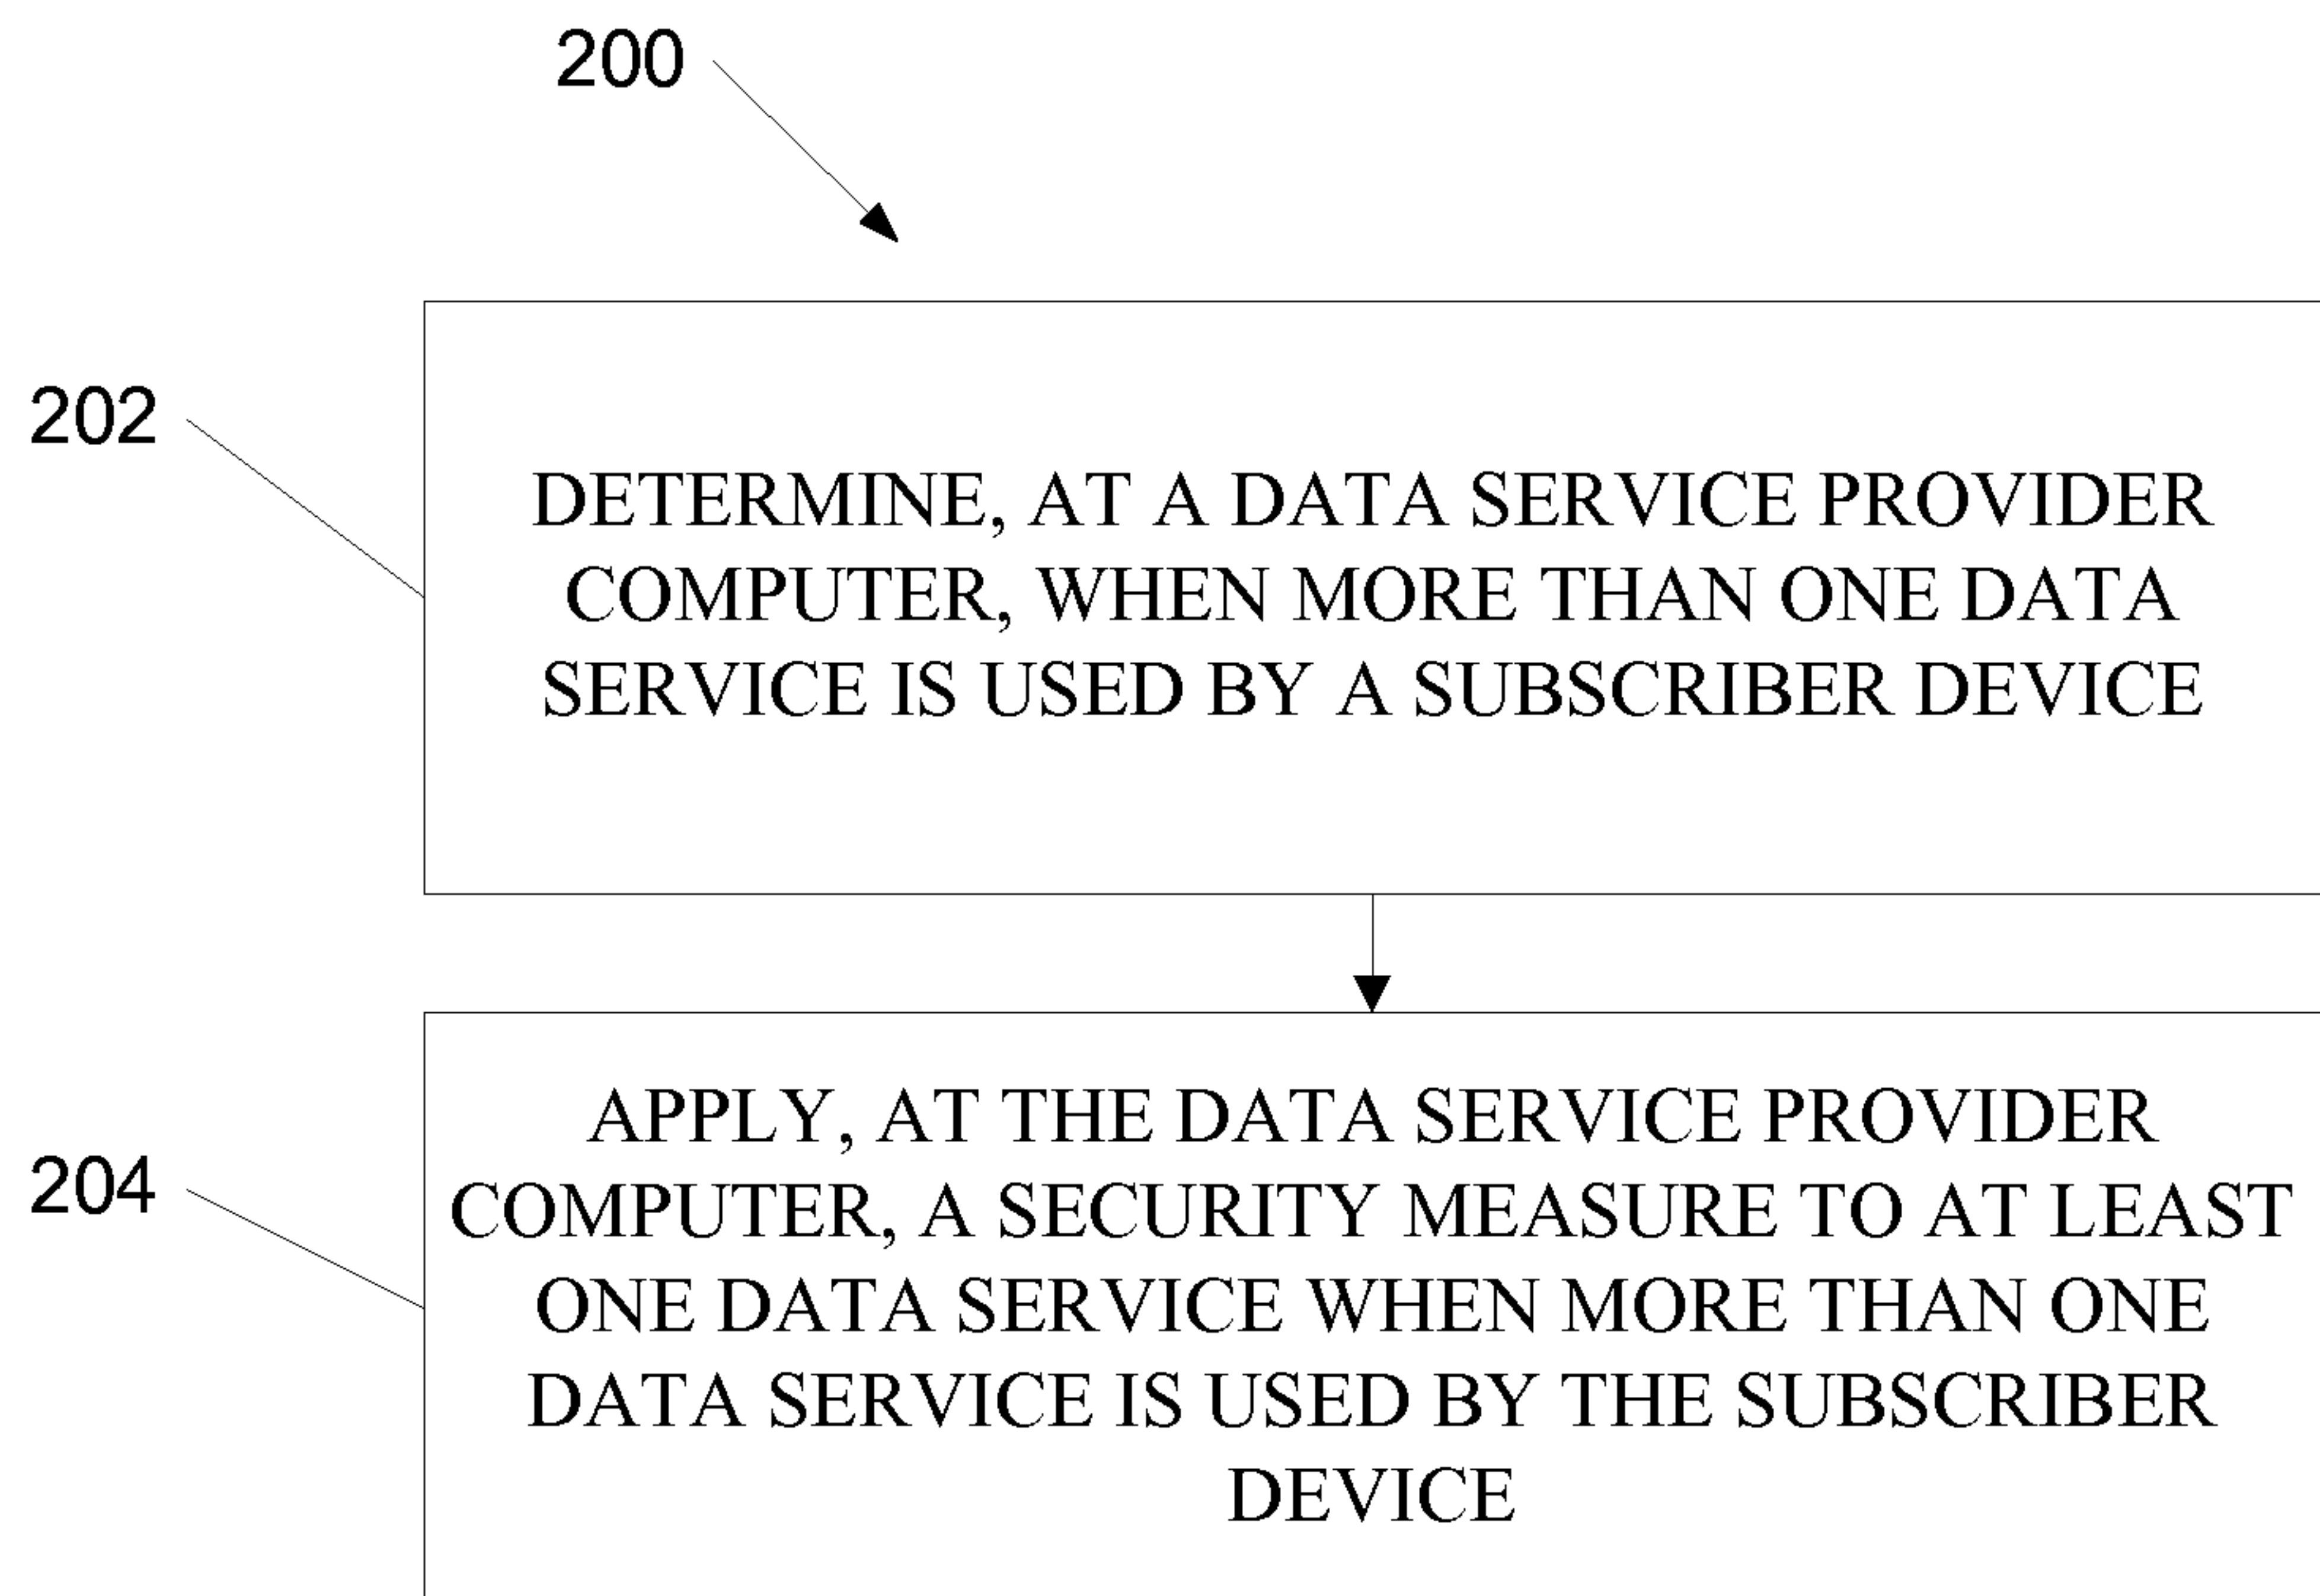 200
202
DETERMINE, AT A DATA SERVICE PROVIDER
COMPUTER, WHEN MORE THAN ONE DATA
SERVICE IS USED BY A SUBSCRIBER DEVICE
204
APPLY, AT THE DATA SERVICE PROVIDER
COMPUTER, A SECURITY MEASURE TO AT LEAST
ONE DATA SERVICE WHEN MORE THAN ONE
DATA SERVICE IS USED BY THE SUBSCRIBER
DEVICE